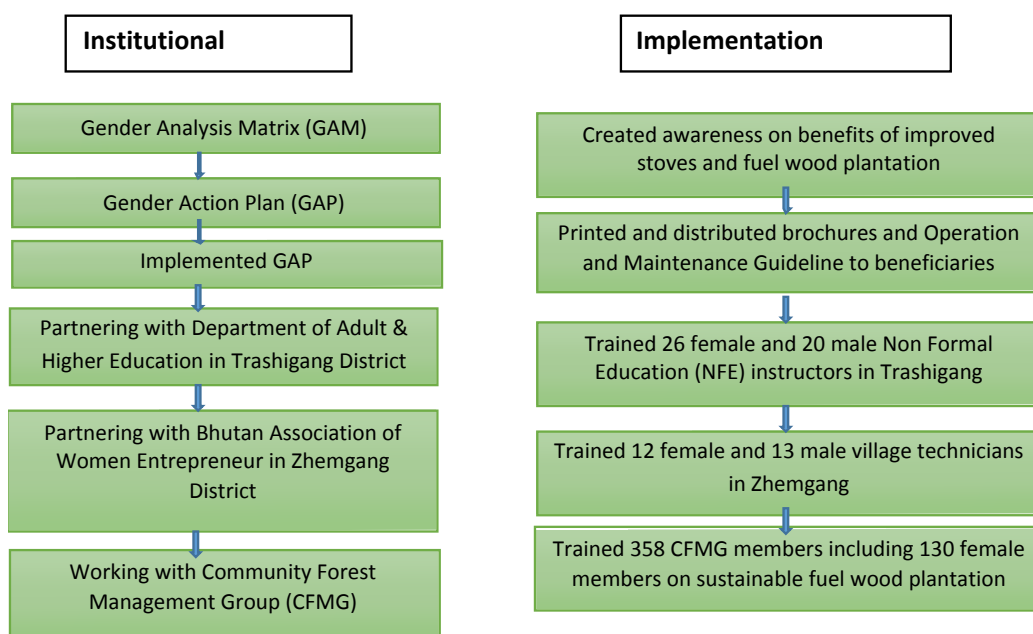 Institutional
Gender Analysis Matrix (GAM)
Gender Action Plan (GAP)
Implemented GAP
Partnering with Department of Adult &
Higher Education in Trashigang District
Partnering with Bhutan Association of
Women Entrepreneur in Zhemgang
District
Working with Community Forest
Management Group (CFMG)
Implementation
Created awareness on benefits of improved
stoves and fuel wood plantation
Printed and distributed brochures and Operation
and Maintenance Guideline to beneficiaries
Trained 26 female and 20 male Non Formal
Education (NFE) instructors in Trashigang
Trained 12 female and 13 male village technicians
in Zhemgang
Trained 358 CFMG members including 130 female
members on sustainable fuel wood plantation